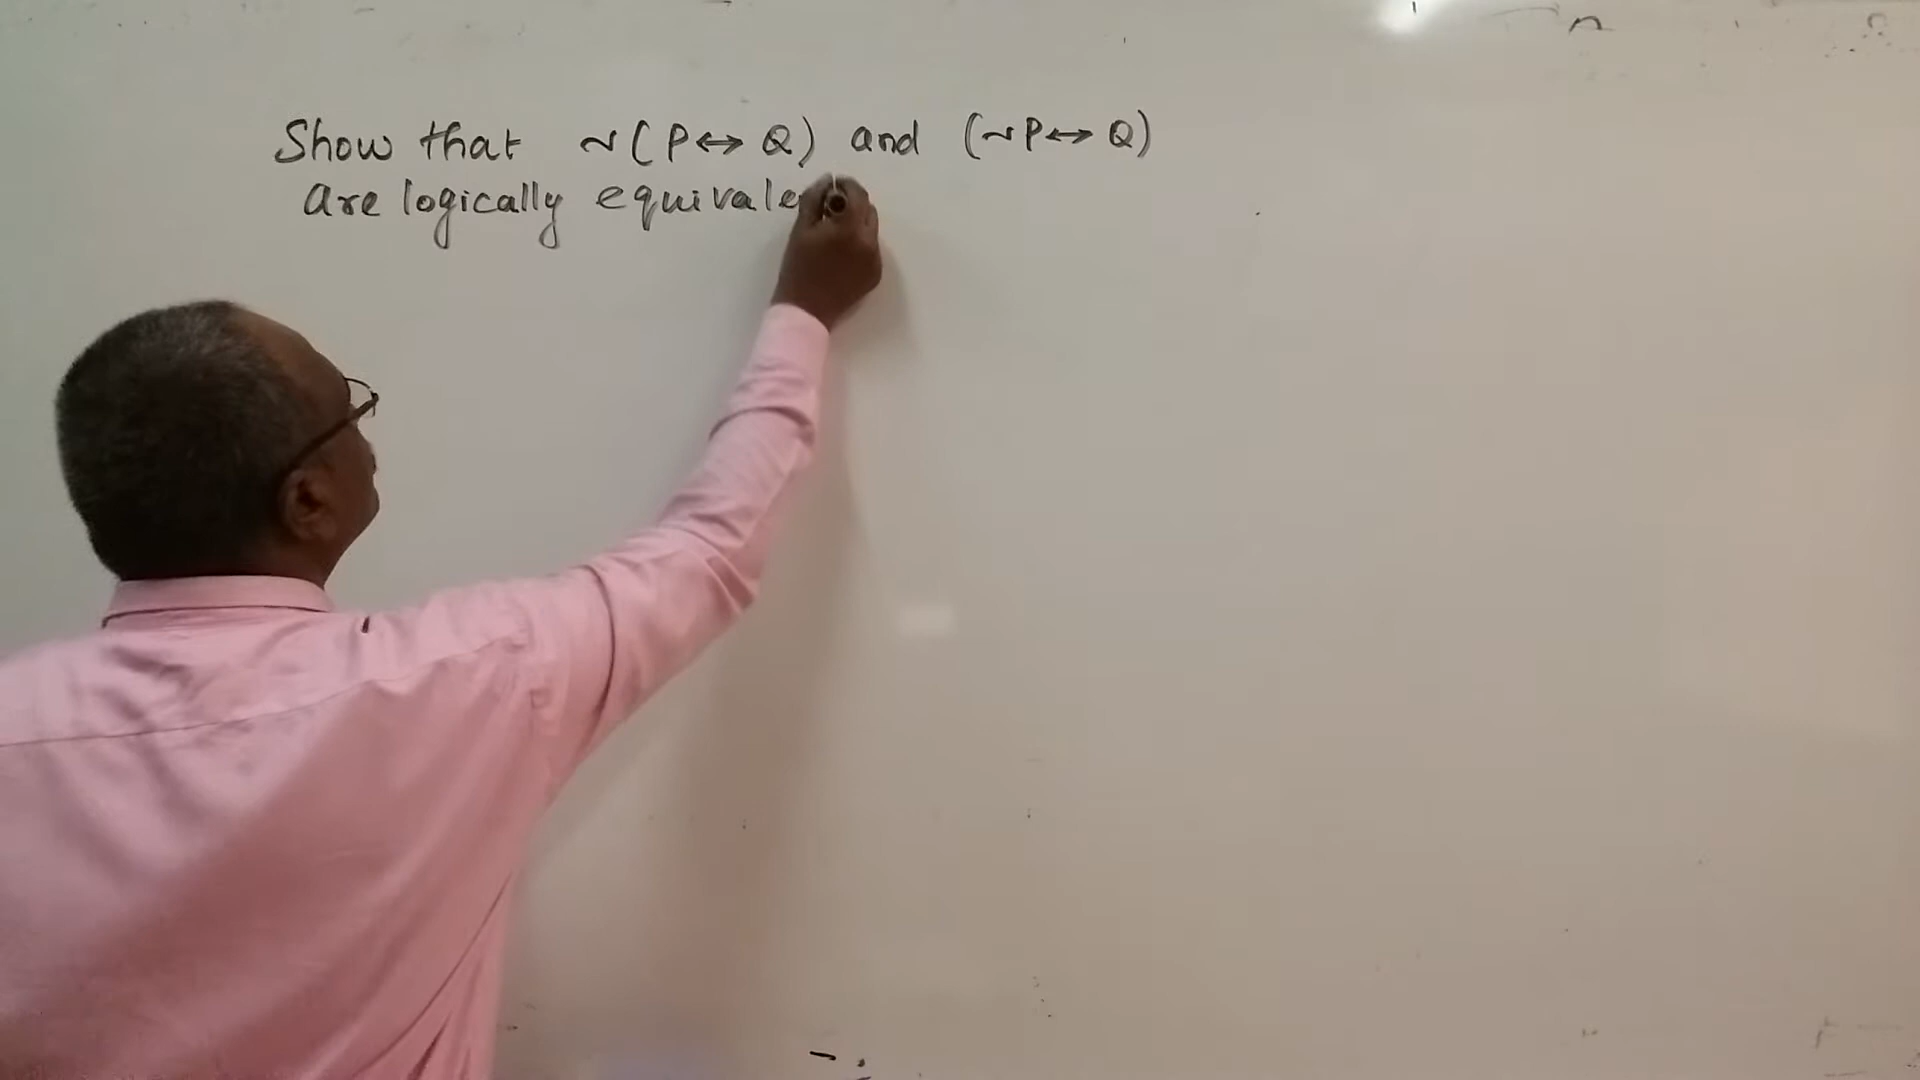 Show that ~(P↔Q) and (~P↔Q)
are logically equivale